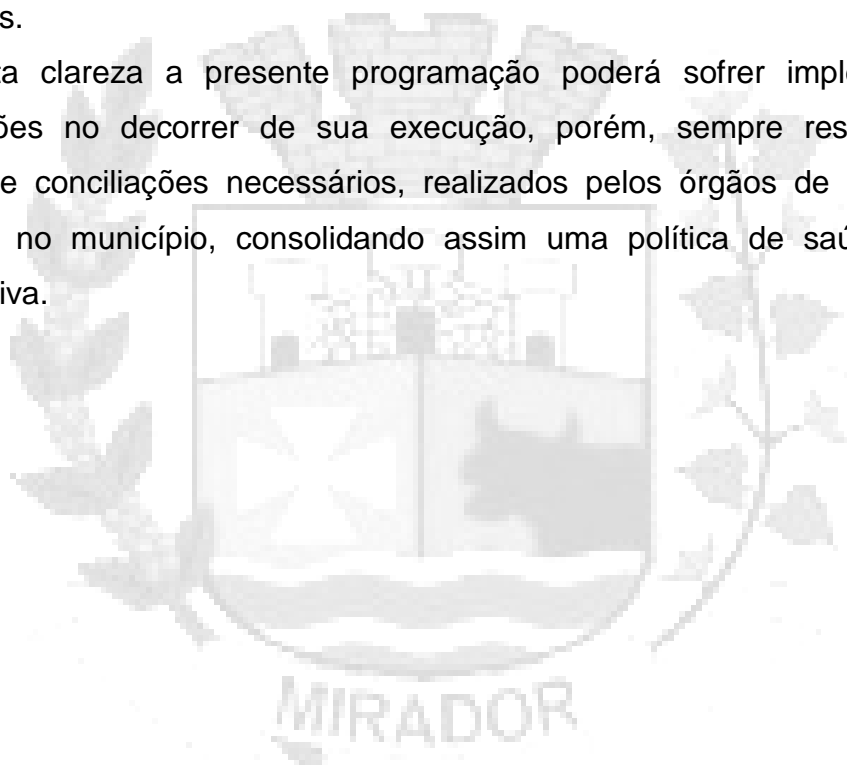 s.
ta clareza a presente programação poderá sofrer imple
ões no decorrer de sua execução, porém, sempre res
e conciliações necessários, realizados pelos órgãos de
no município, consolidando assim uma política de saú
iva.
MIRADOR